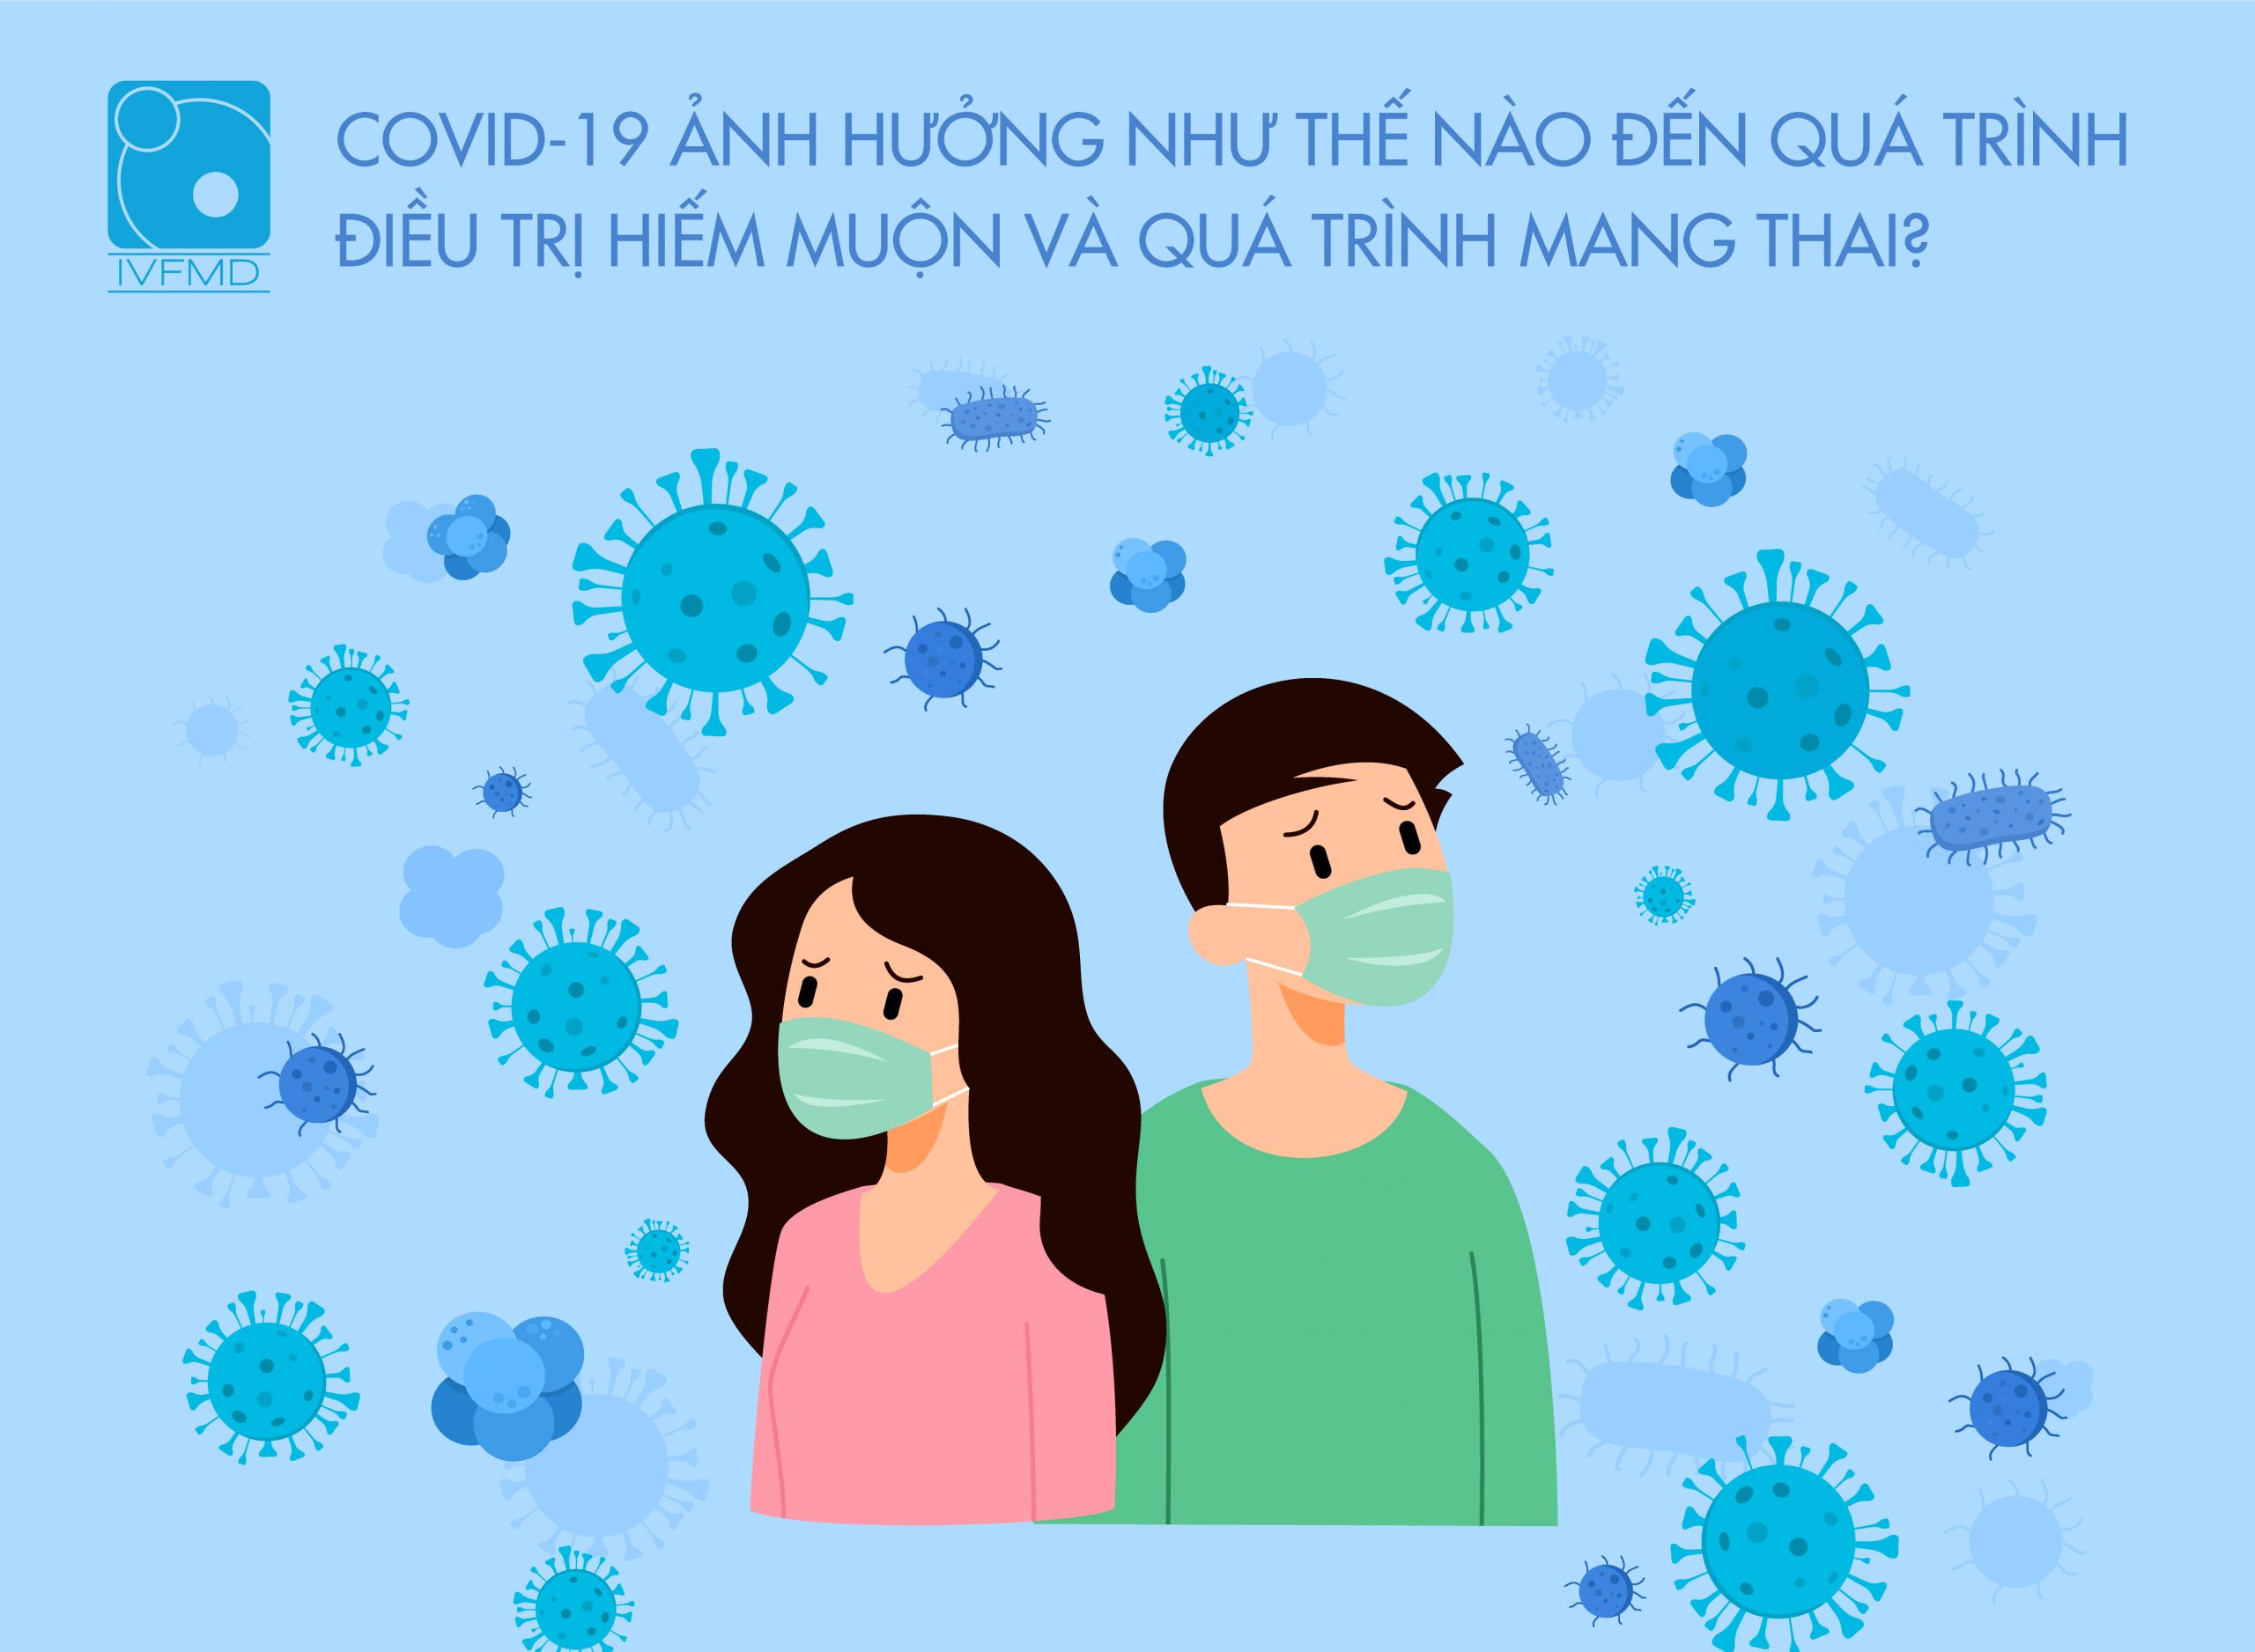 IVFMD
COVID-19 ẢNH HƯỞNG NHƯ THẾ NÀO ĐẾN QUÁ TRÌNH
ĐIỀU TRỊ HIẾM MUỘN VÀ QUÁ TRÌNH MANG THAI?